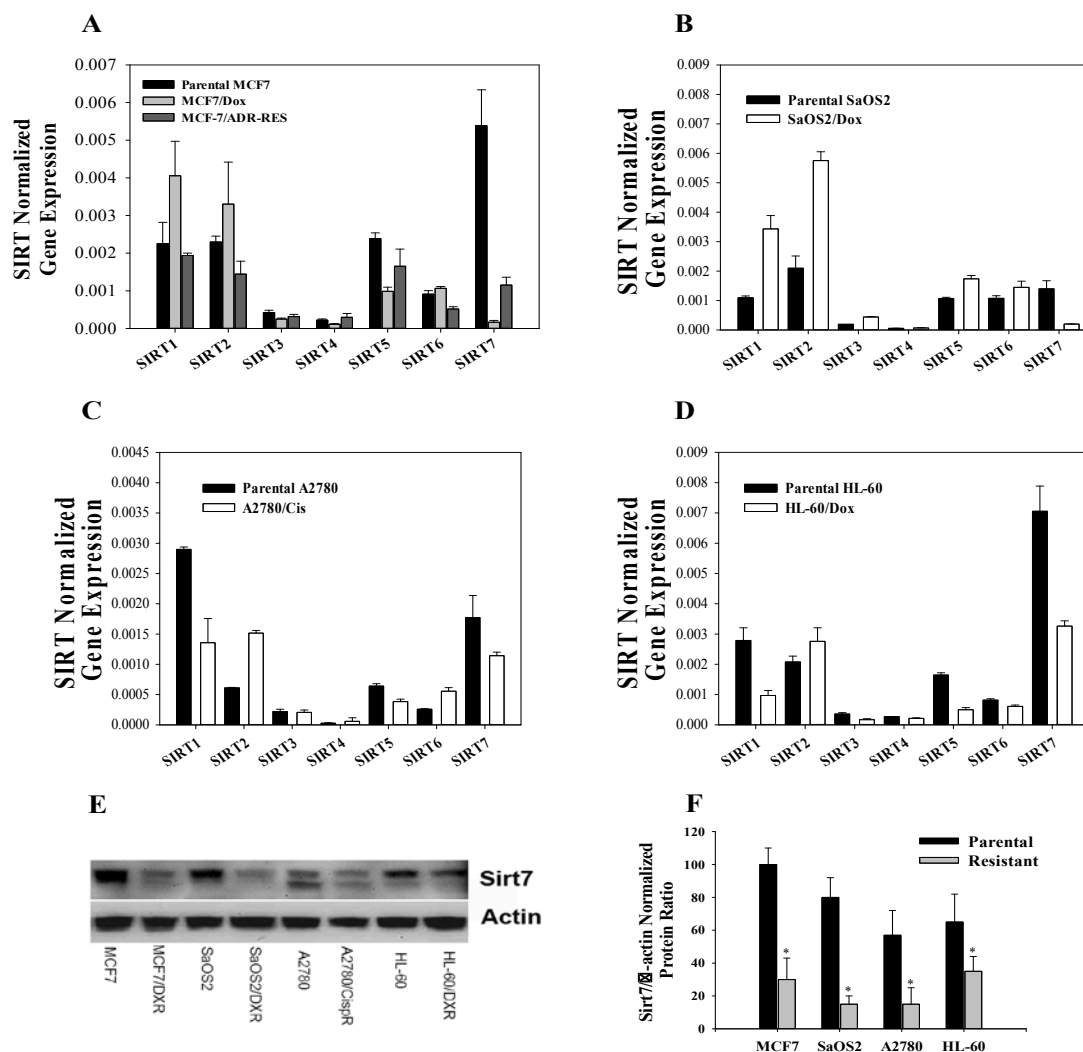 A
SIRT Normalized
Gene Expression
0.007
0.006
0.005
0.004
0.003
0.002
0.001
0.000
Parental MCF7
MCF7/Dox
MCF-7/ADR-RES
SIRT1 SIRT2 SIRT3 SIRT4 SIRT5 SIRT6 SIRT7
B
SIRT Normalized
Gene Expression
0.009
0.008
0.007
0.006
0.005
0.004
0.003
0.002
0.001
0.000
Parental SaOS2
SaOS2/Dox
SIRT1 SIRT2 SIRT3 SIRT4 SIRT5 SIRT6 SIRT7
C
SIRT Normalized
Gene Expression
0.0045
0.0040
0.0035
0.0030
0.0025
0.0020
0.0015
0.0010
0.0005
0.0000
Parental A2780
A2780/Cis
SIRT1 SIRT2 SIRT3 SIRT4 SIRT5 SIRT6 SIRT7
D
SIRT Normalized
Gene Expression
0.009
0.008
0.007
0.006
0.005
0.004
0.003
0.002
0.001
0.000
Parental HL-60
HL-60/Dox
SIRT1 SIRT2 SIRT3 SIRT4 SIRT5 SIRT6 SIRT7
E
Sirt7
Actin
MCF7
MCF7/DXR
SaOS2
SaOS2/DXR
A2780
A2780/CispR
HL-60
HL-60/DXR
F
Sirt7/☒-actin Normalized
Protein Ratio
120
100
80
60
40
20
0
Parental
Resistant
* * * *
MCF7 SaOS2 A2780 HL-60